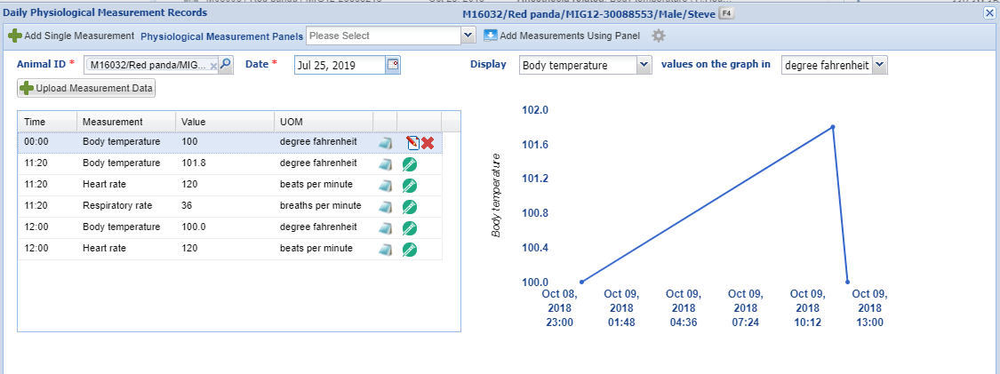 Daily Physiological Measurement Records
M16032/Red panda/MIG12-30088553/Male/Steve F4
Add Single Measurement Physiological Measurement Panels Please Select Add Measurements Using Panel
Animal ID * M16032/Red panda/MIG... Date * Jul 25, 2019 Display Body temperature values on the graph in degree fahrenheit
Upload Measurement Data
Time Measurement Value UOM
00:00 Body temperature 100 degree fahrenheit
11:20 Body temperature 101.8 degree fahrenheit
11:20 Heart rate 120 beats per minute
11:20 Respiratory rate 36 breaths per minute
12:00 Body temperature 100.0 degree fahrenheit
12:00 Heart rate 120 beats per minute
Body temperature
102.0
101.6
101.2
100.8
100.4
100.0
Oct 08, 2018 23:00
Oct 09, 2018 01:48
Oct 09, 2018 04:36
Oct 09, 2018 07:24
Oct 09, 2018 10:12
Oct 09, 2018 13:00